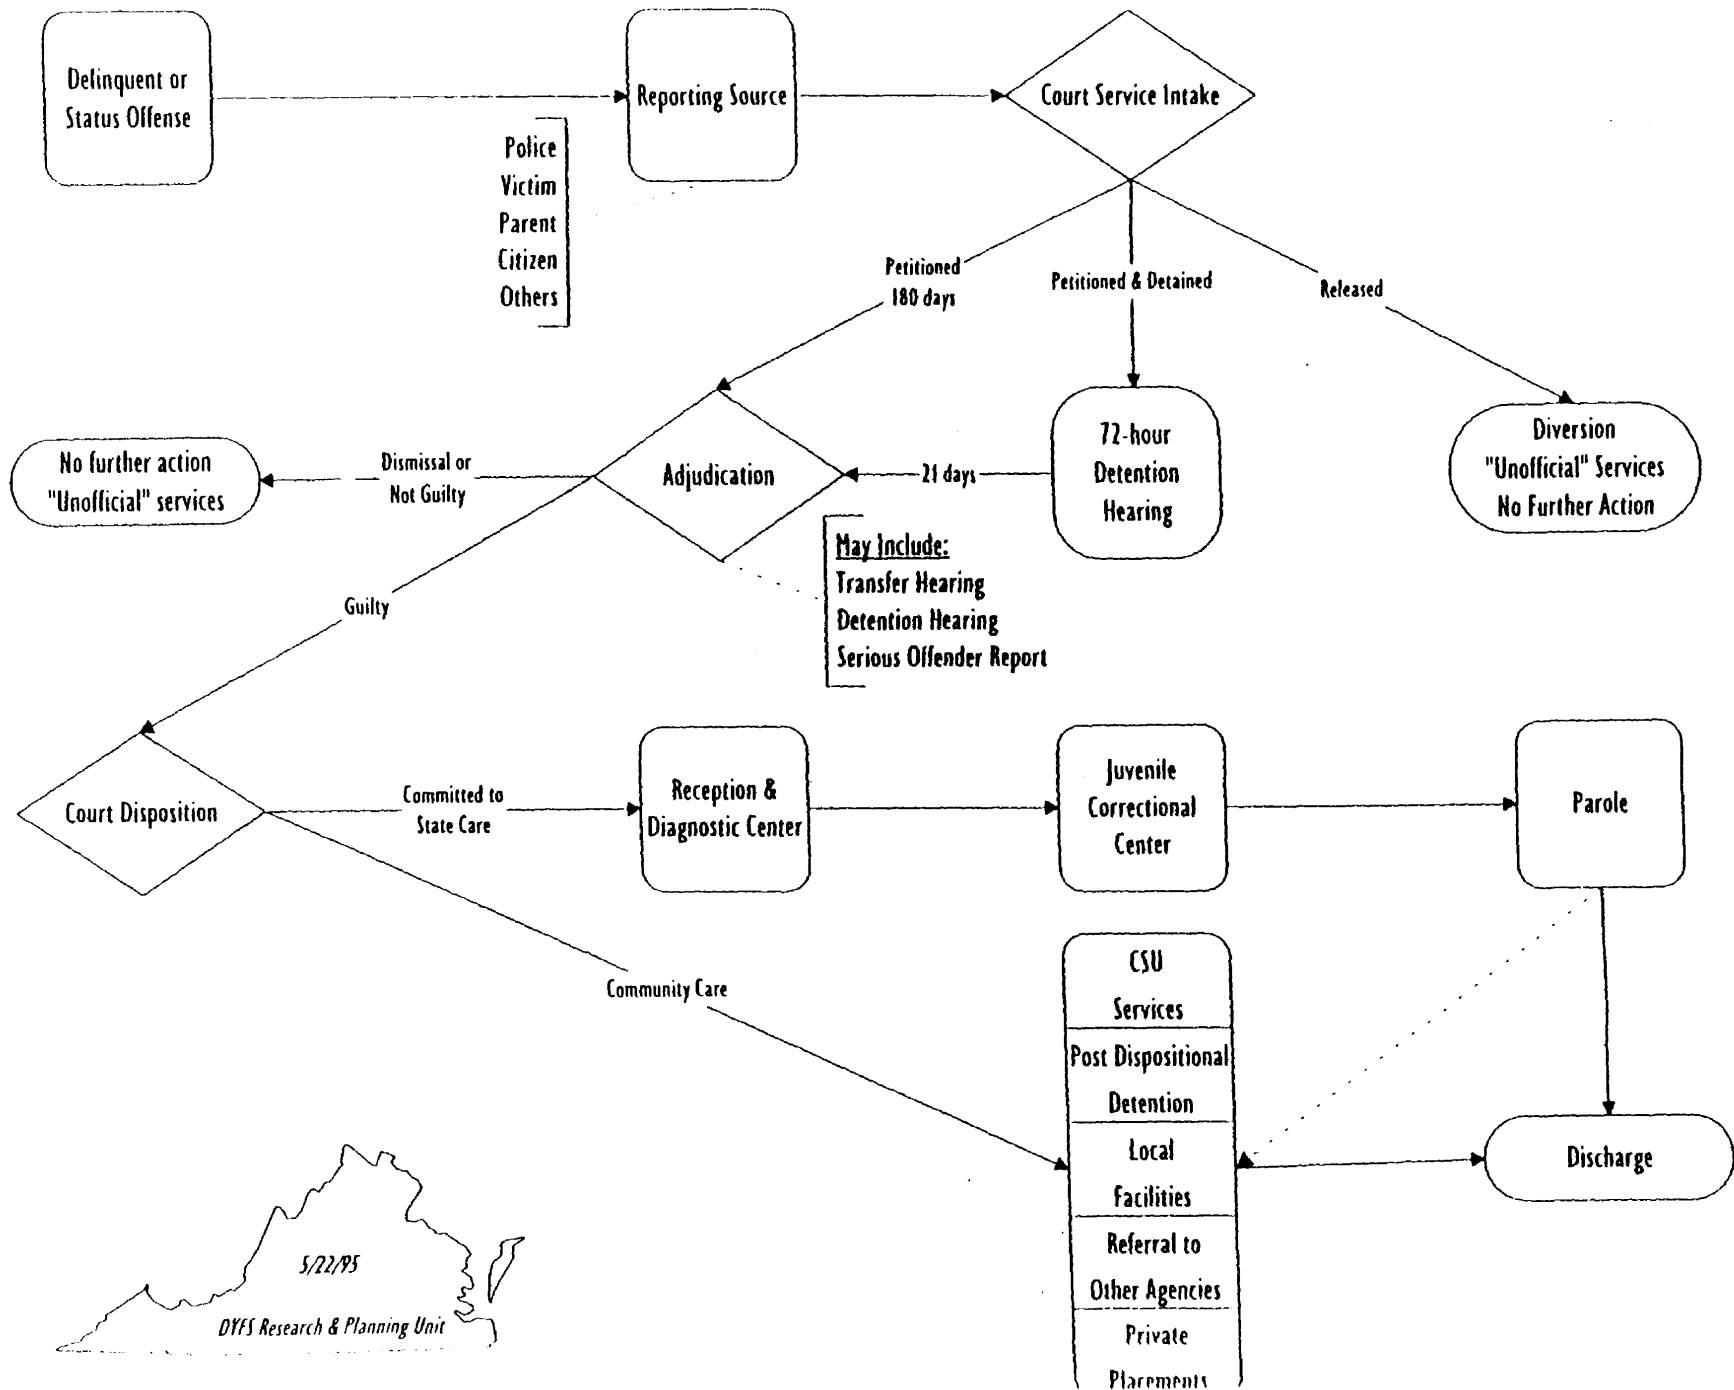 Delinquent or
Status Offense
Reporting Source
Court Service Intake
Police
Victim
Parent
Citizen
Others
Petitioned
180 days
Petitioned & Detained
Released
No further action
"Unofficial" services
Dismissal or
Not Guilty
Adjudication
21 days
72-hour
Detention
Hearing
Diversion
"Unofficial" Services
No Further Action
May Include:
Transfer Hearing
Detention Hearing
Serious Offender Report
Guilty
Court Disposition
Committed to
State Care
Reception &
Diagnostic Center
Juvenile
Correctional
Center
Parole
Community Care
CSU
Services
Post Dispositional
Detention
Local
Facilities
Referral to
Other Agencies
Private
Placements
Discharge
5/22/95
DYFS Research & Planning Unit